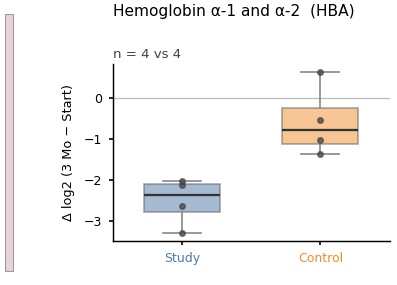 Hemoglobin α-1 and α-2  (HBA)
n = 4 vs 4
Δ log2 (3 Mo − Start)
0
−1
−2
−3
Study
Control